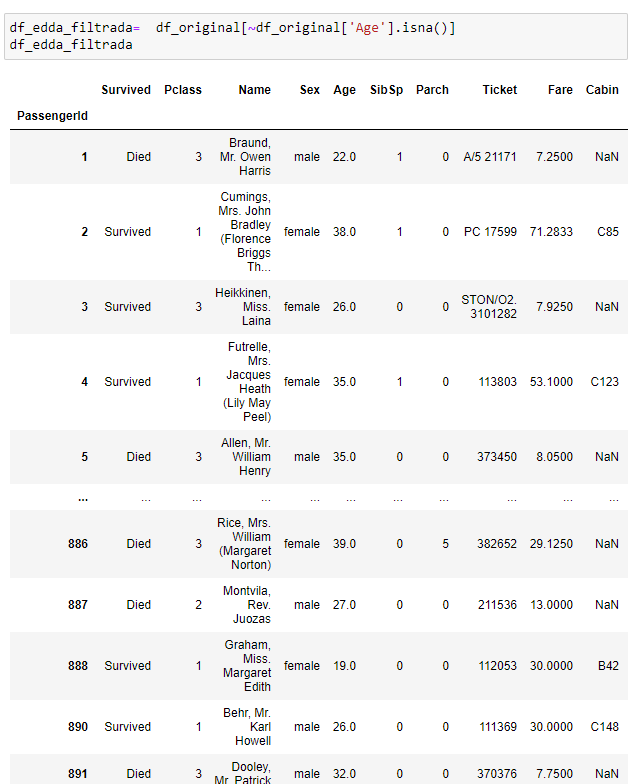 df_edda_filtrada=  df_original[~df_original['Age'].isna()]
df_edda_filtrada
Survived Pclass Name Sex Age SibSp Parch Ticket Fare Cabin
PassengerId
Braund,
1 Died 3 Mr. Owen male 22.0 1 0 A/5 21171 7.2500 NaN
Harris
Cumings,
Mrs. John
Bradley
2 Survived 1 (Florence female 38.0 1 0 PC 17599 71.2833 C85
Briggs
Th...
Heikkinen,
3 Survived 3 Miss. female 26.0 0 0 STON/O2. 7.9250 NaN
Laina 3101282
Futrelle,
Mrs.
Jacques
4 Survived 1 Heath female 35.0 1 0 113803 53.1000 C123
(Lily May
Peel)
Allen, Mr.
5 Died 3 William male 35.0 0 0 373450 8.0500 NaN
Henry
... ... ... ... ... ... ... ... ... ... ...
Rice, Mrs.
886 Died 3 William female 39.0 0 5 382652 29.1250 NaN
(Margaret
Norton)
Montvila,
887 Died 2 Rev. male 27.0 0 0 211536 13.0000 NaN
Juozas
Graham,
888 Survived 1 Miss. female 19.0 0 0 112053 30.0000 B42
Margaret
Edith
Behr, Mr.
890 Survived 1 Karl male 26.0 0 0 111369 30.0000 C148
Howell
Dooley,
891 Died 3 Mr. Patrick male 32.0 0 0 370376 7.7500 NaN